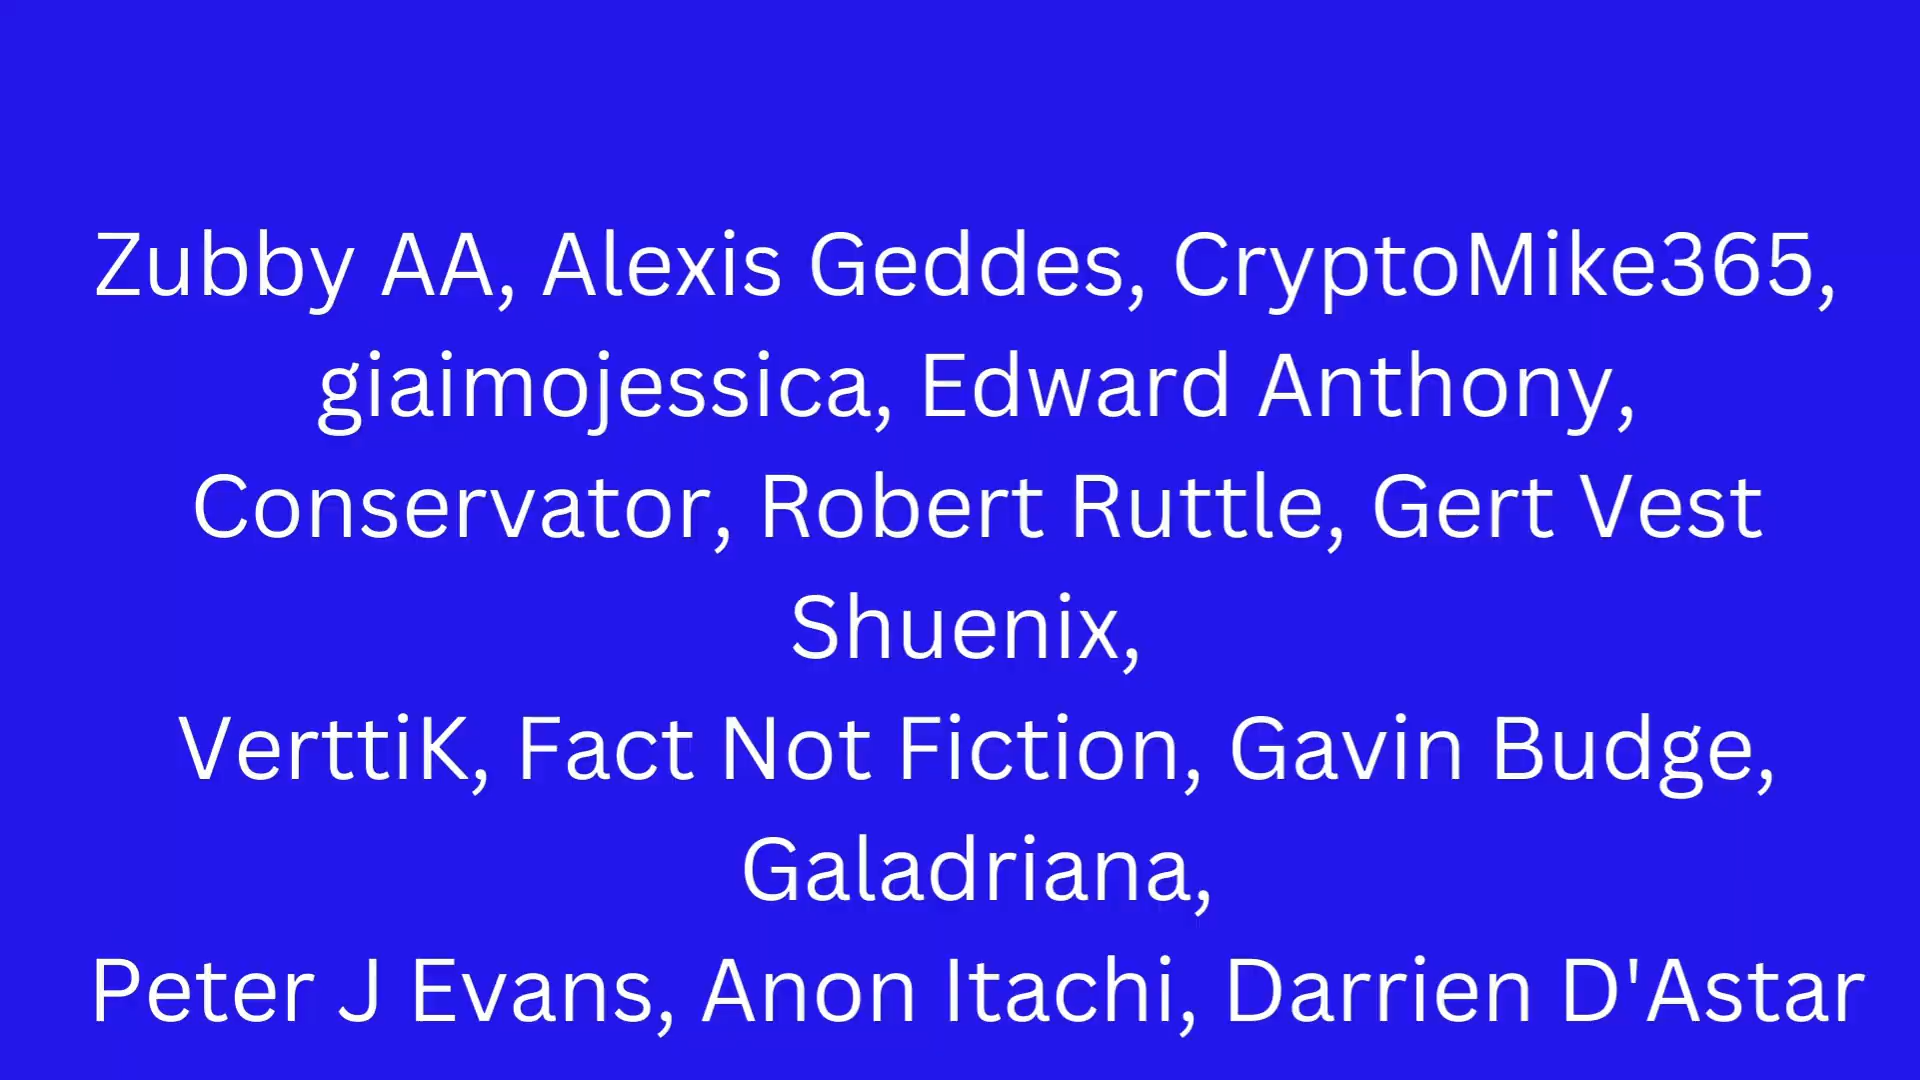 Zubby AA, Alexis Geddes, CryptoMike365,
giaimojessica, Edward Anthony,
Conservator, Robert Ruttle, Gert Vest
Shuenix,
VerttiK, Fact Not Fiction, Gavin Budge,
Galadriana,
Peter J Evans, Anon Itachi, Darrien D'Astar